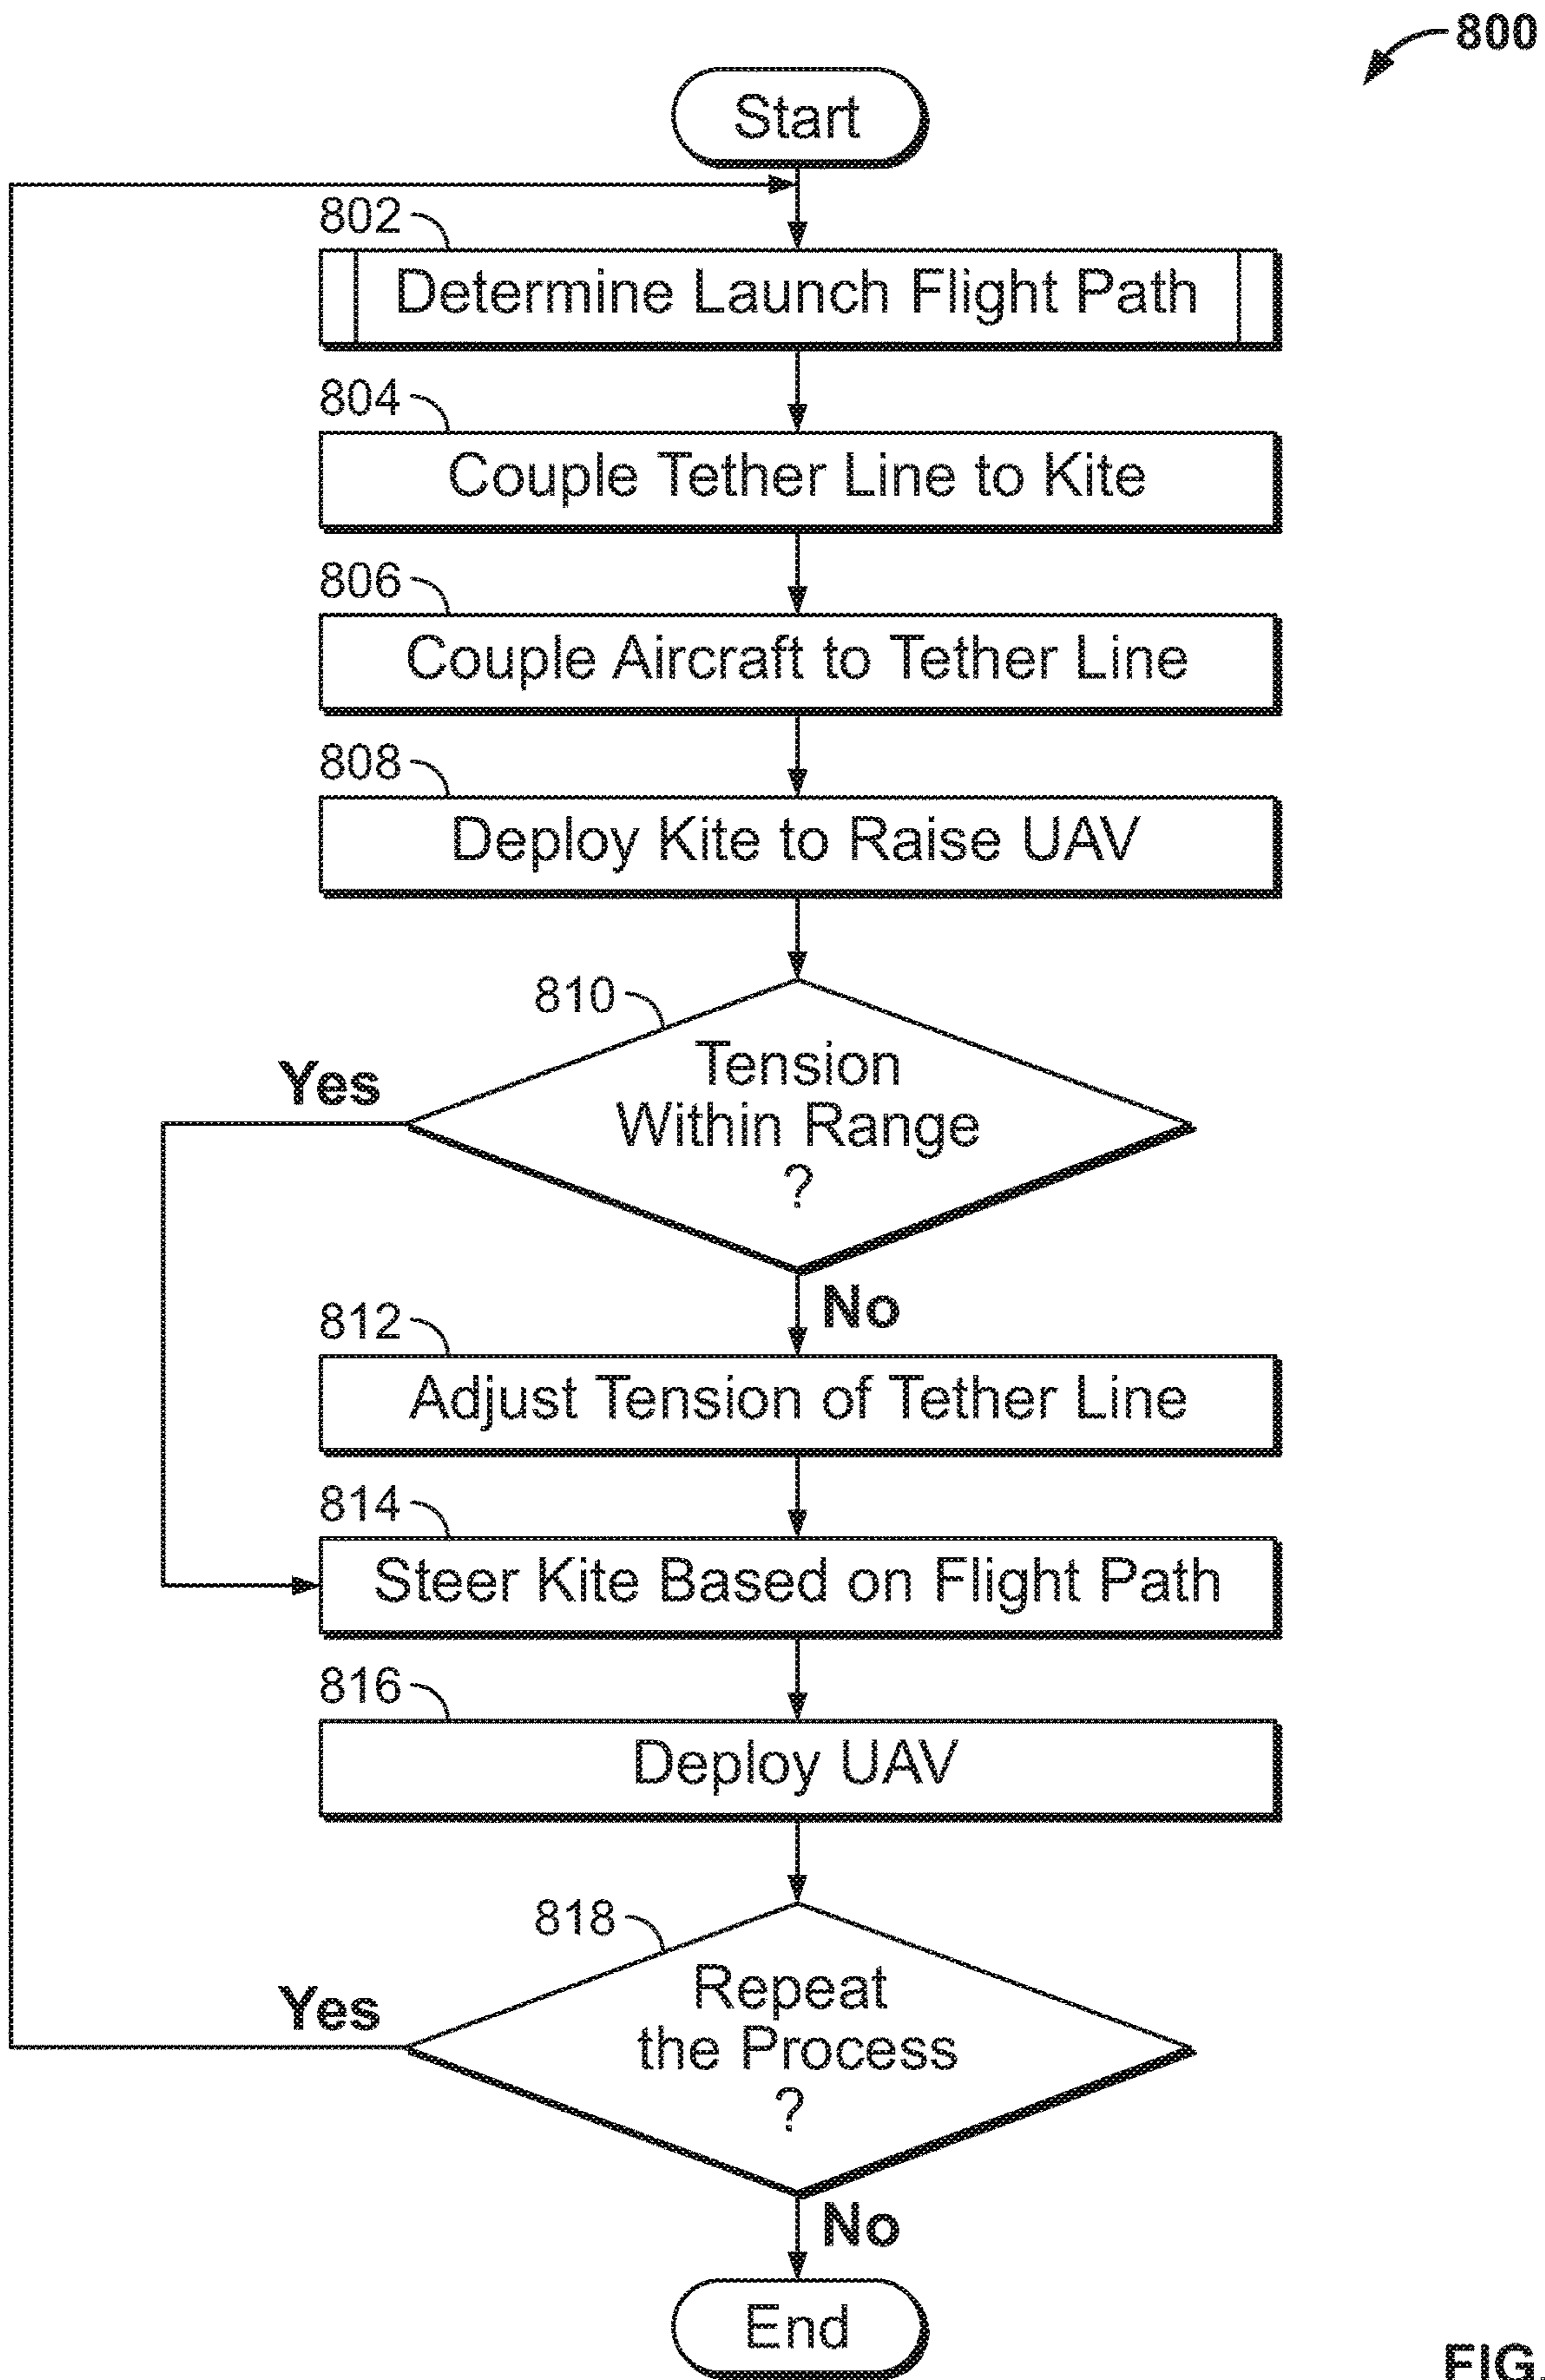 800
Start
802
Determine Launch Flight Path
804
Couple Tether Line to Kite
806
Couple Aircraft to Tether Line
808
Deploy Kite to Raise UAV
810
Tension
Within Range
?
Yes
No
812
Adjust Tension of Tether Line
814
Steer Kite Based on Flight Path
816
Deploy UAV
818
Repeat
the Process
?
Yes
No
End
FIG.